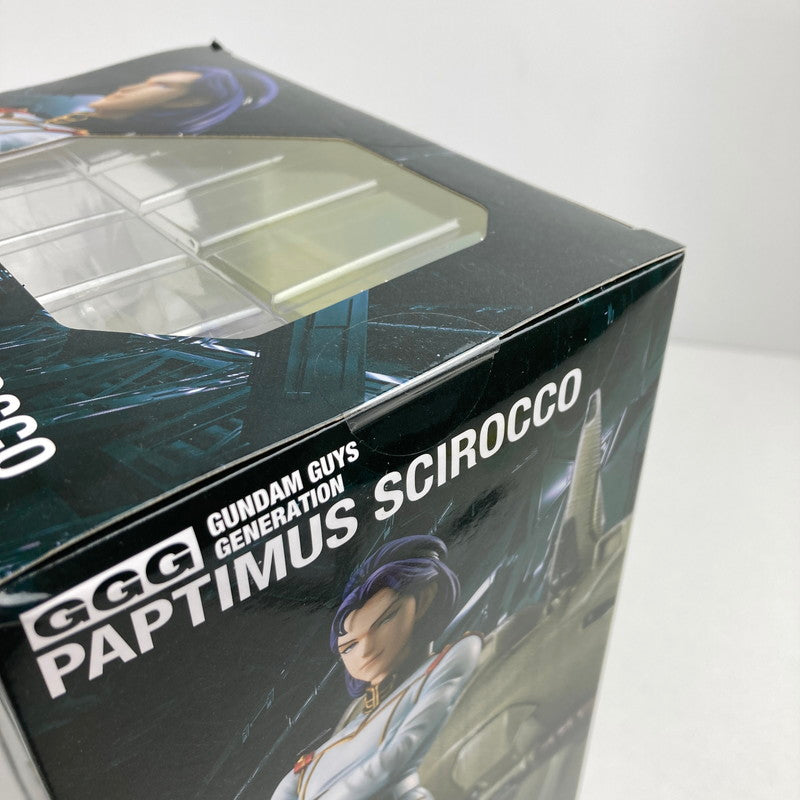 GGG
GUNDAM GUYS
GENERATION
PAPTIMUS SCIROCCO